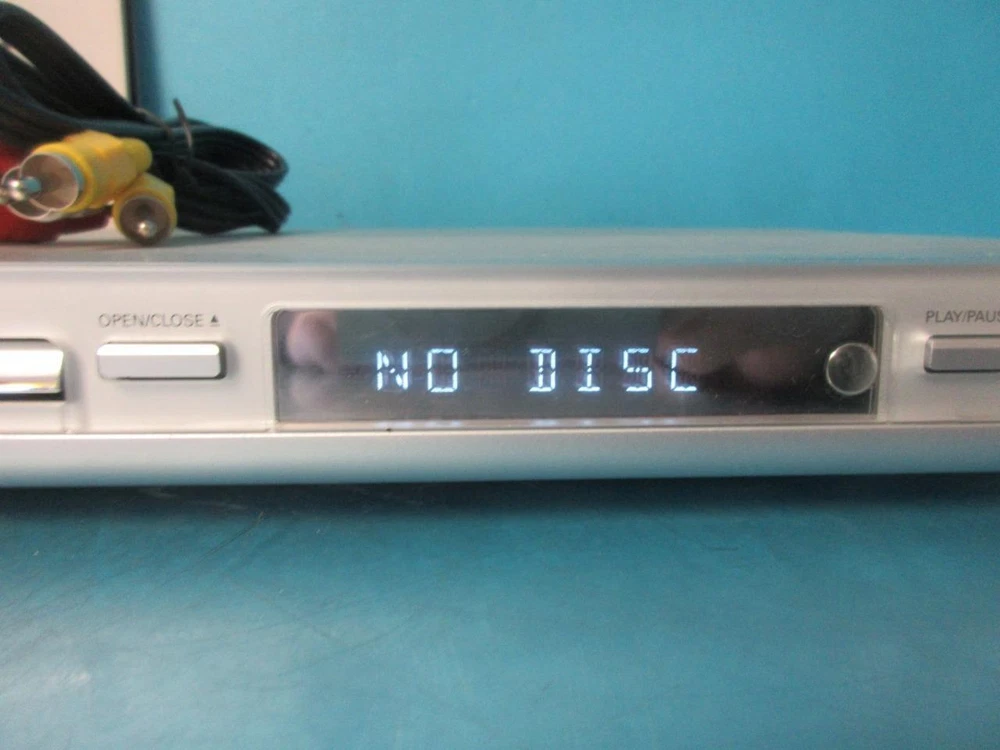 OPEN/CLOSE ▲
NO DISC
PLAY/PAUS